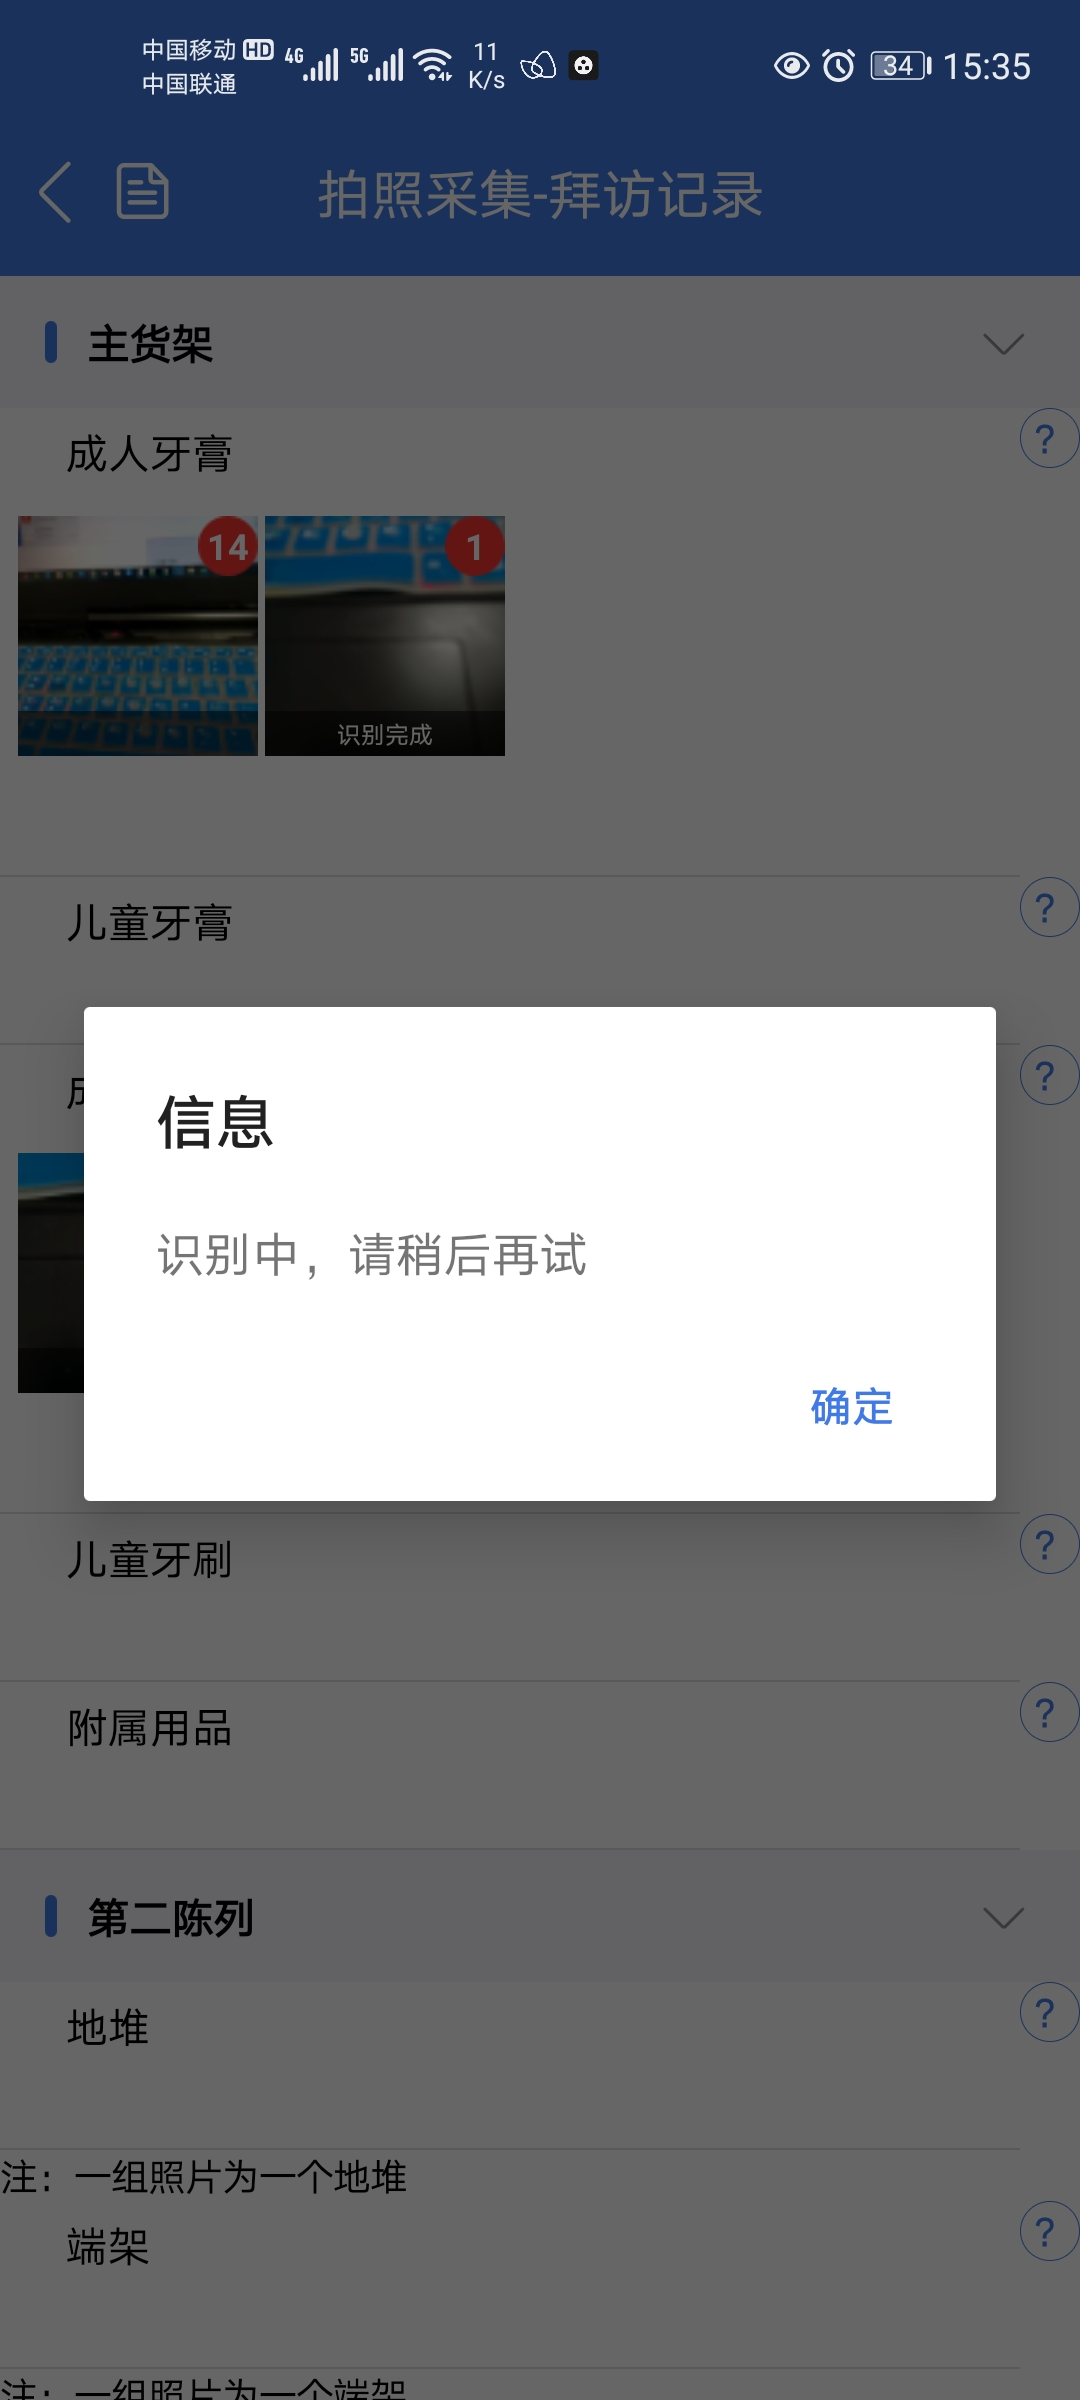 中国移动 HD 4G 5G 11 K/s 34 15:35
中国联通
拍照采集-拜访记录
主货架
成人牙膏 ?
14 1
识别完成
儿童牙膏 ?
?
信息
识别中，请稍后再试
确定
儿童牙刷 ?
附属用品 ?
第二陈列
地堆 ?
注：一组照片为一个地堆
端架 ?
注：一组照片为一个端架